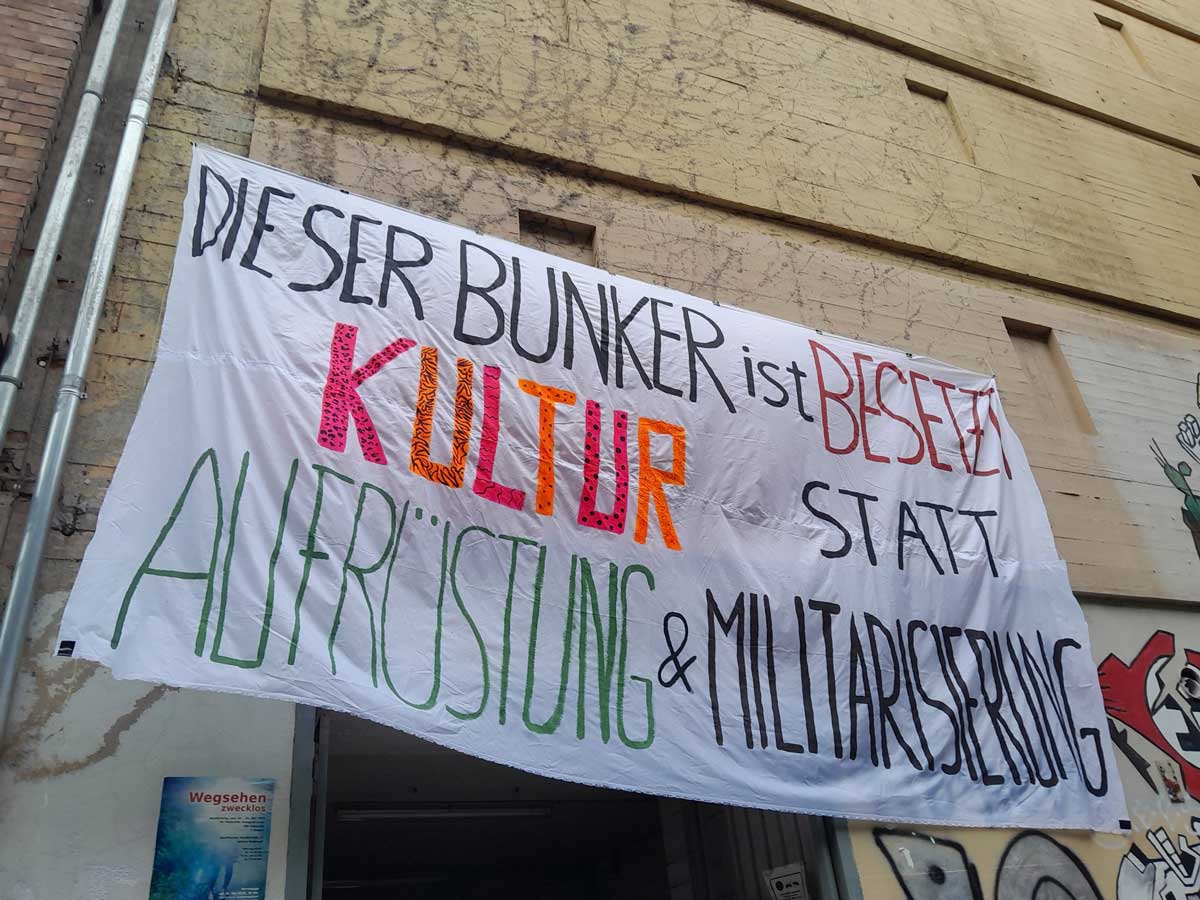 DIESER BUNKER ist BESETZT
KULTUR STATT
AUFRÜSTUNG & MILITARISIERUNG
Wegsehen
zwecklos